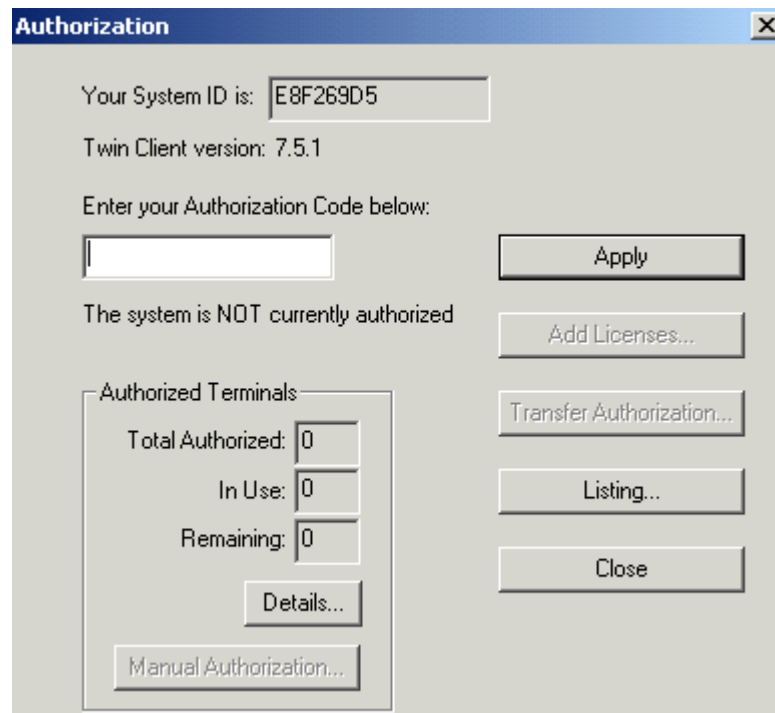 Authorization
Your System ID is: E8F269D5
Twin Client version: 7.5.1
Enter your Authorization Code below:
Apply
The system is NOT currently authorized
Add Licenses...
Authorized Terminals
Transfer Authorization...
Total Authorized: 0
In Use: 0
Listing...
Remaining: 0
Close
Details...
Manual Authorization...